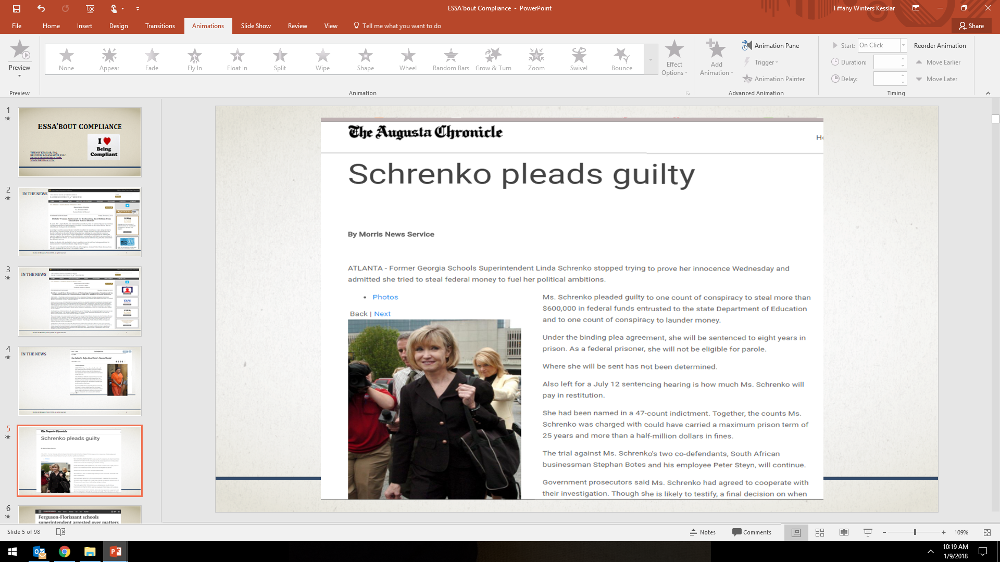 ESSA'bout Compliance - PowerPoint
Tiffany Winters Kesslar
File Home Insert Design Transitions Animations Slide Show Review View Tell me what you want to do
Share
Preview
None Appear Fade Fly In Float In Split Wipe Shape Wheel Random Bars Grow & Turn Zoom Swivel Bounce
Effect Options
Add Animation
Animation Pane
Trigger
Animation Painter
Start: On Click
Duration:
Delay:
Reorder Animation
Move Earlier
Move Later
Preview Animation Advanced Animation Timing
1
ESSA'BOUT COMPLIANCE
I
Being
Compliant
TIFFANY KESSLAR, ESQ.
BRUSTEIN & MANASEVIT, PLLC
2
IN THE NEWS
3
IN THE NEWS
4
IN THE NEWS
5
The Augusta Chronicle
Schrenko pleads guilty
6
Ferguson-Florissant schools
superintendent arrested over matters
The Augusta Chronicle
Ho
Schrenko pleads guilty
By Morris News Service
ATLANTA - Former Georgia Schools Superintendent Linda Schrenko stopped trying to prove her innocence Wednesday and
admitted she tried to steal federal money to fuel her political ambitions.
• Photos
Back | Next
Ms. Schrenko pleaded guilty to one count of conspiracy to steal more than
$600,000 in federal funds entrusted to the state Department of Education
and to one count of conspiracy to launder money.
Under the binding plea agreement, she will be sentenced to eight years in
prison. As a federal prisoner, she will not be eligible for parole.
Where she will be sent has not been determined.
Also left for a July 12 sentencing hearing is how much Ms. Schrenko will
pay in restitution.
She had been named in a 47-count indictment. Together, the counts Ms.
Schrenko was charged with could have carried a maximum prison term of
25 years and more than a half-million dollars in fines.
The trial against Ms. Schrenko's two co-defendants, South African
businessman Stephan Botes and his employee Peter Steyn, will continue.
Government prosecutors said Ms. Schrenko had agreed to cooperate with
their investigation. Though she is likely to testify, a final decision on when
Slide 5 of 98
Notes Comments
109%
10:19 AM
1/9/2018